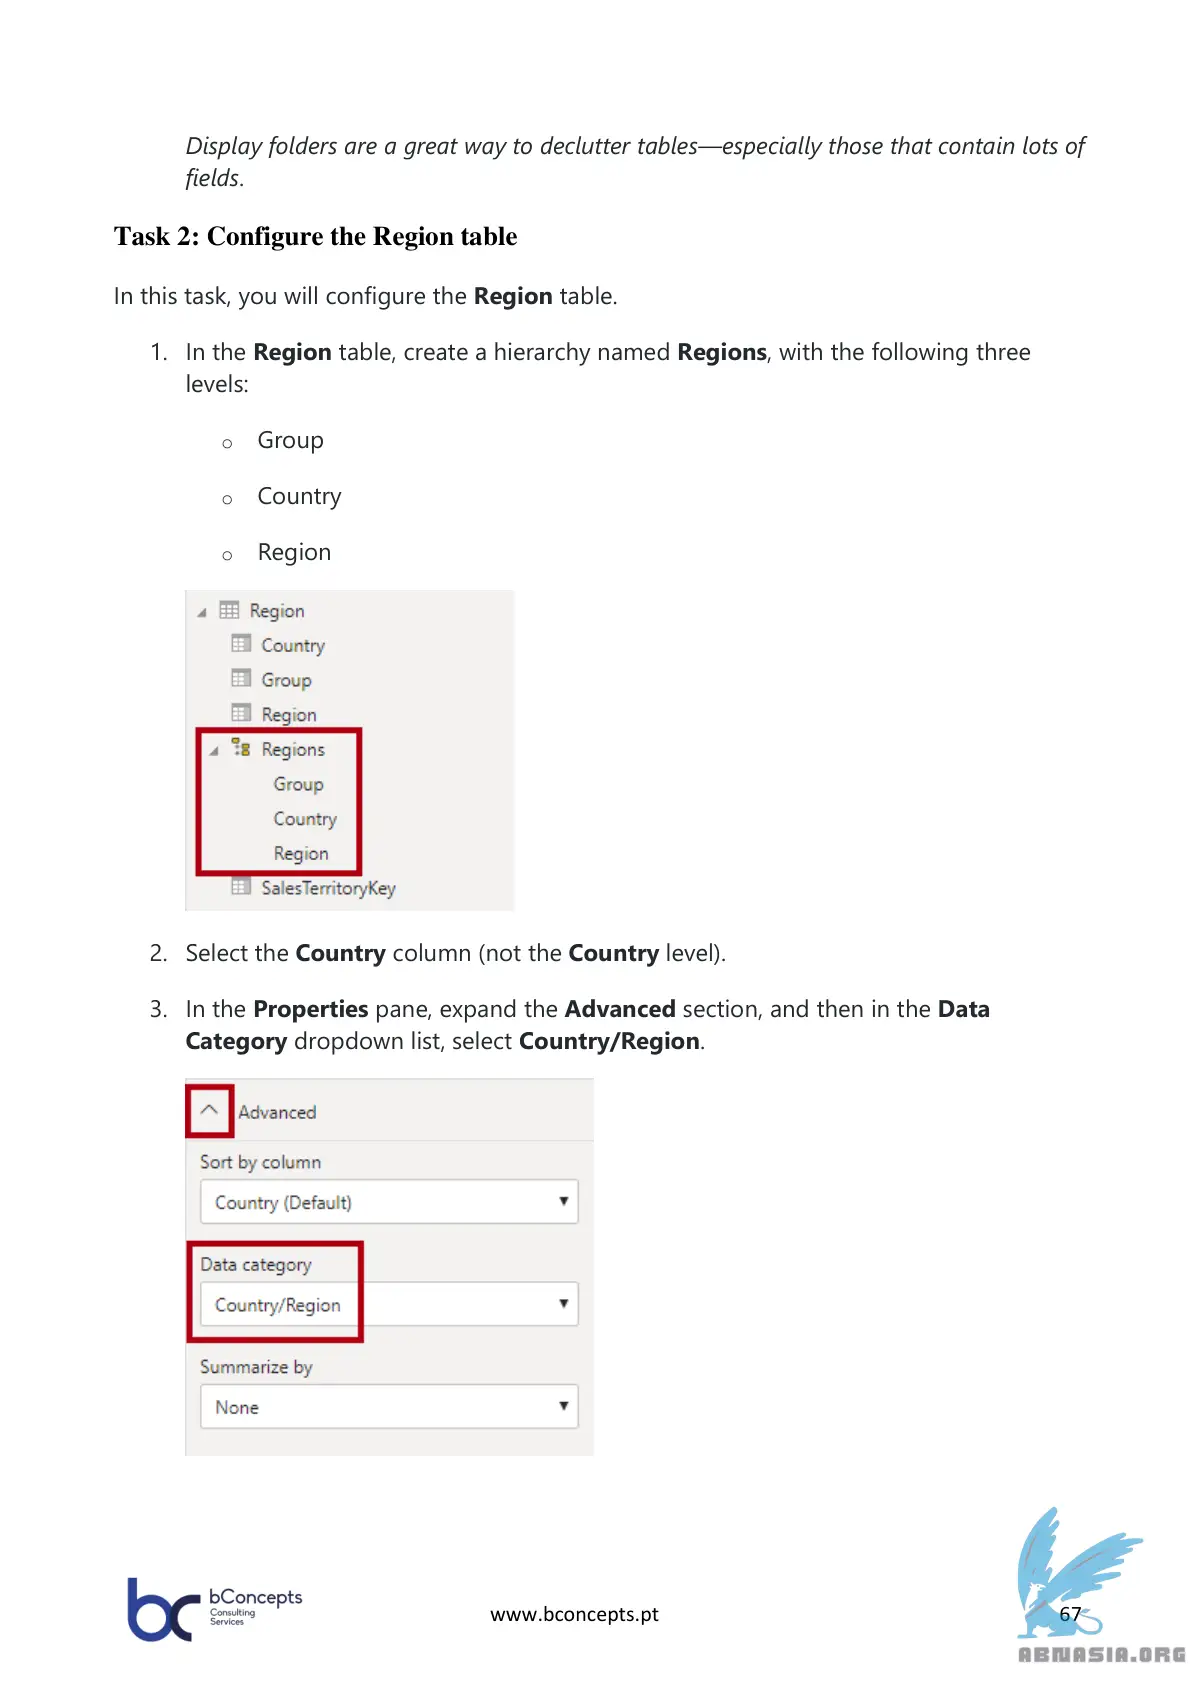 Display folders are a great way to declutter tables—especially those that contain lots of
fields.
Task 2: Configure the Region table
In this task, you will configure the Region table.
1. In the Region table, create a hierarchy named Regions, with the following three
levels:
o Group
o Country
o Region
Region
Country
Group
Region
Regions
Group
Country
Region
SalesTerritoryKey
2. Select the Country column (not the Country level).
3. In the Properties pane, expand the Advanced section, and then in the Data
Category dropdown list, select Country/Region.
Advanced
Sort by column
Country (Default)
Data category
Country/Region
Summarize by
None
bc bConcepts
Consulting
Services
www.bconcepts.pt
67
ABNASIA.ORG